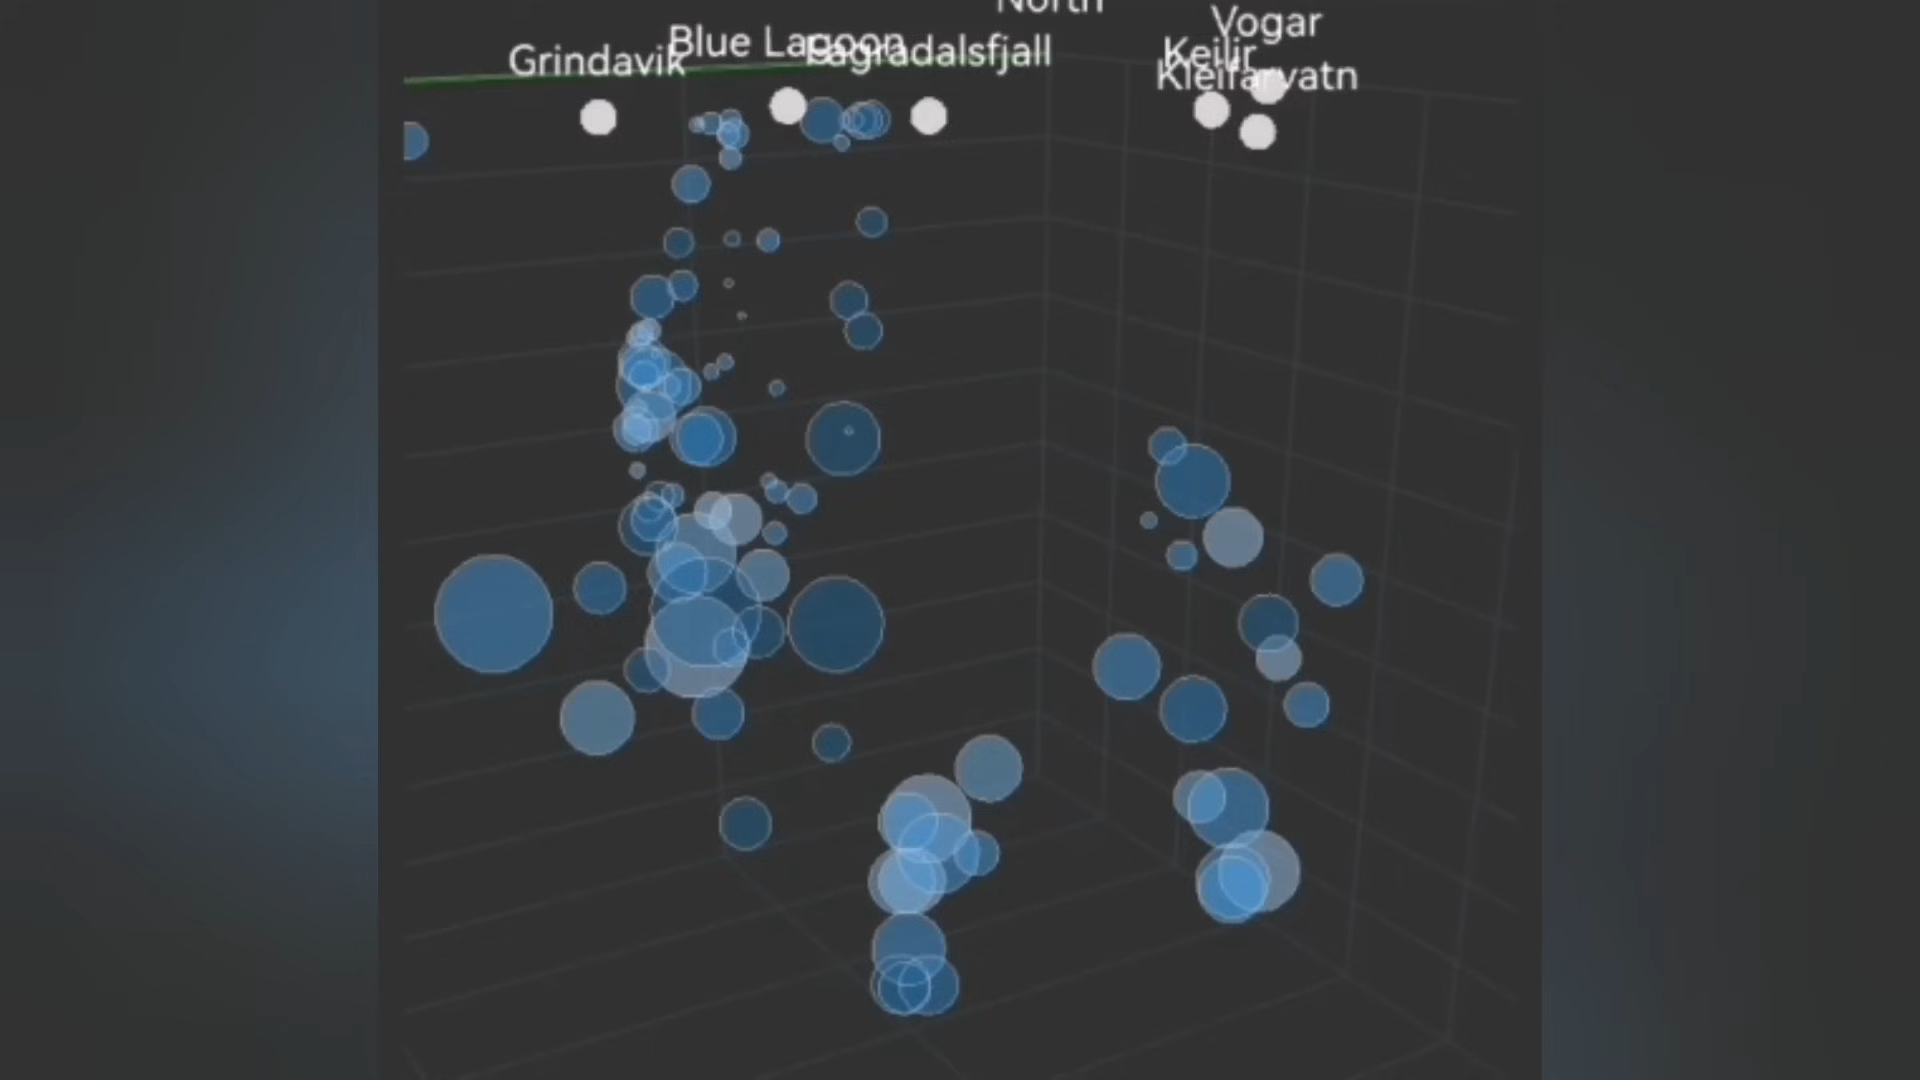 North
Vogar
Blue Lagoon
Fagradalsfjall
Grindavik
Keilir
Kleifarvatn